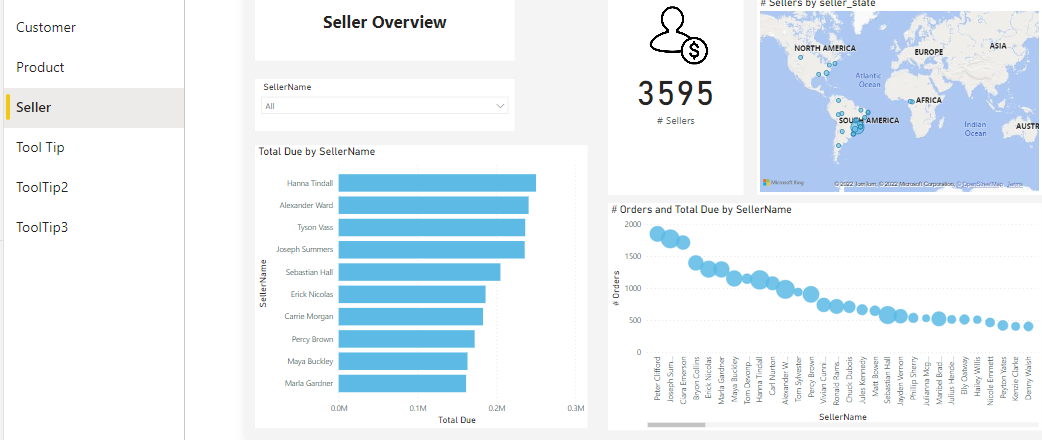 Customer
Product
Seller
Tool Tip
ToolTip2
ToolTip3
Seller Overview
SellerName
All
Total Due by SellerName
SellerName
Hanna Tindall
Alexander Ward
Tyson Vass
Joseph Summers
Sebastian Hall
Erick Nicolas
Carrie Morgan
Percy Brown
Maya Buckley
Marla Gardner
0.0M 0.1M 0.2M 0.3M
Total Due
$
3595
# Sellers
# Sellers by seller_state
NORTH AMERICA
EUROPE
ASIA
Atlantic
Ocean
AFRICA
SOUTH AMERICA
Indian
Ocean
AUSTR
Microsoft Bing
© 2022 TomTom, © 2022 Microsoft Corporation, © OpenStreetMap, Terms
# Orders and Total Due by SellerName
# Orders
2000
1500
1000
500
0
Peter Clifford
Joseph Sum...
Ciana Emerson
Bryon Collins
Erick Nicolas
Marla Gardner
Maya Buckley
Tom Devonp...
Hanna Tindall
Carl Nurton
Alexander W...
Tom Sylvester
Percy Brown
Vivian Cunni...
Ronald Rams...
Chuck Dubois
Jules Kennedy
Matt Bowen
Sebastian Hall
Jayden Vernon
Phillip Sherry
Julianna Mcg...
Maribel Brad...
Julius Hende...
Elly Oatway
Hailey Willis
Nicole Emmett
Peyton Yates
Kenzie Clarke
Denny Walsh
SellerName